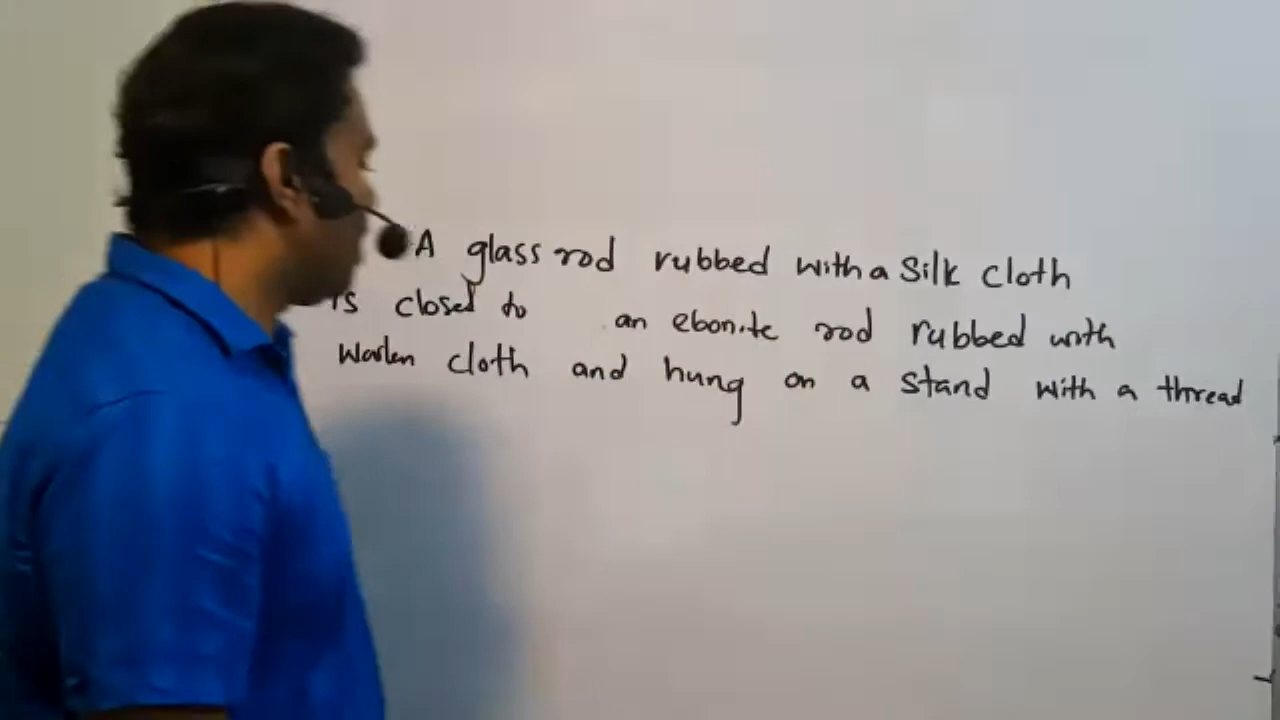 A glass rod rubbed with a Silk cloth
is closed to an ebonite rod rubbed with
Woolen cloth and hung on a stand with a thread